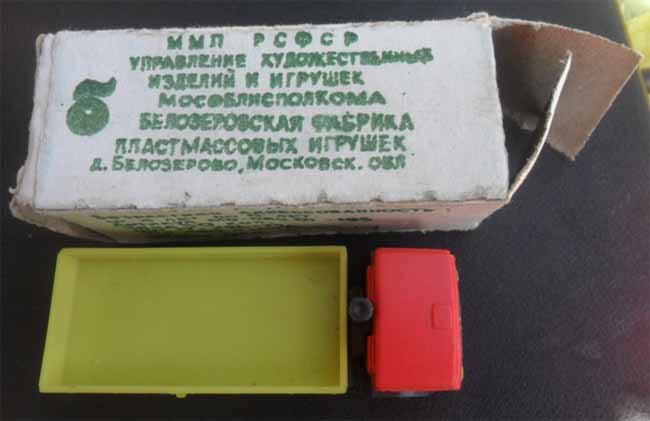 ММП РСФСР
УПРАВЛЕНИЕ ХУДОЖЕСТВЕННЫХ
ИЗДЕЛИЙ И ИГРУШЕК
МОСОБЛИСПОЛКОМА
БЕЛОЗЕРОВСКАЯ ФАБРИКА
ПЛАСТМАССОВЫХ ИГРУШЕК
Д. БЕЛОЗЕРОВО, МОСКОВСК. ОБЛ